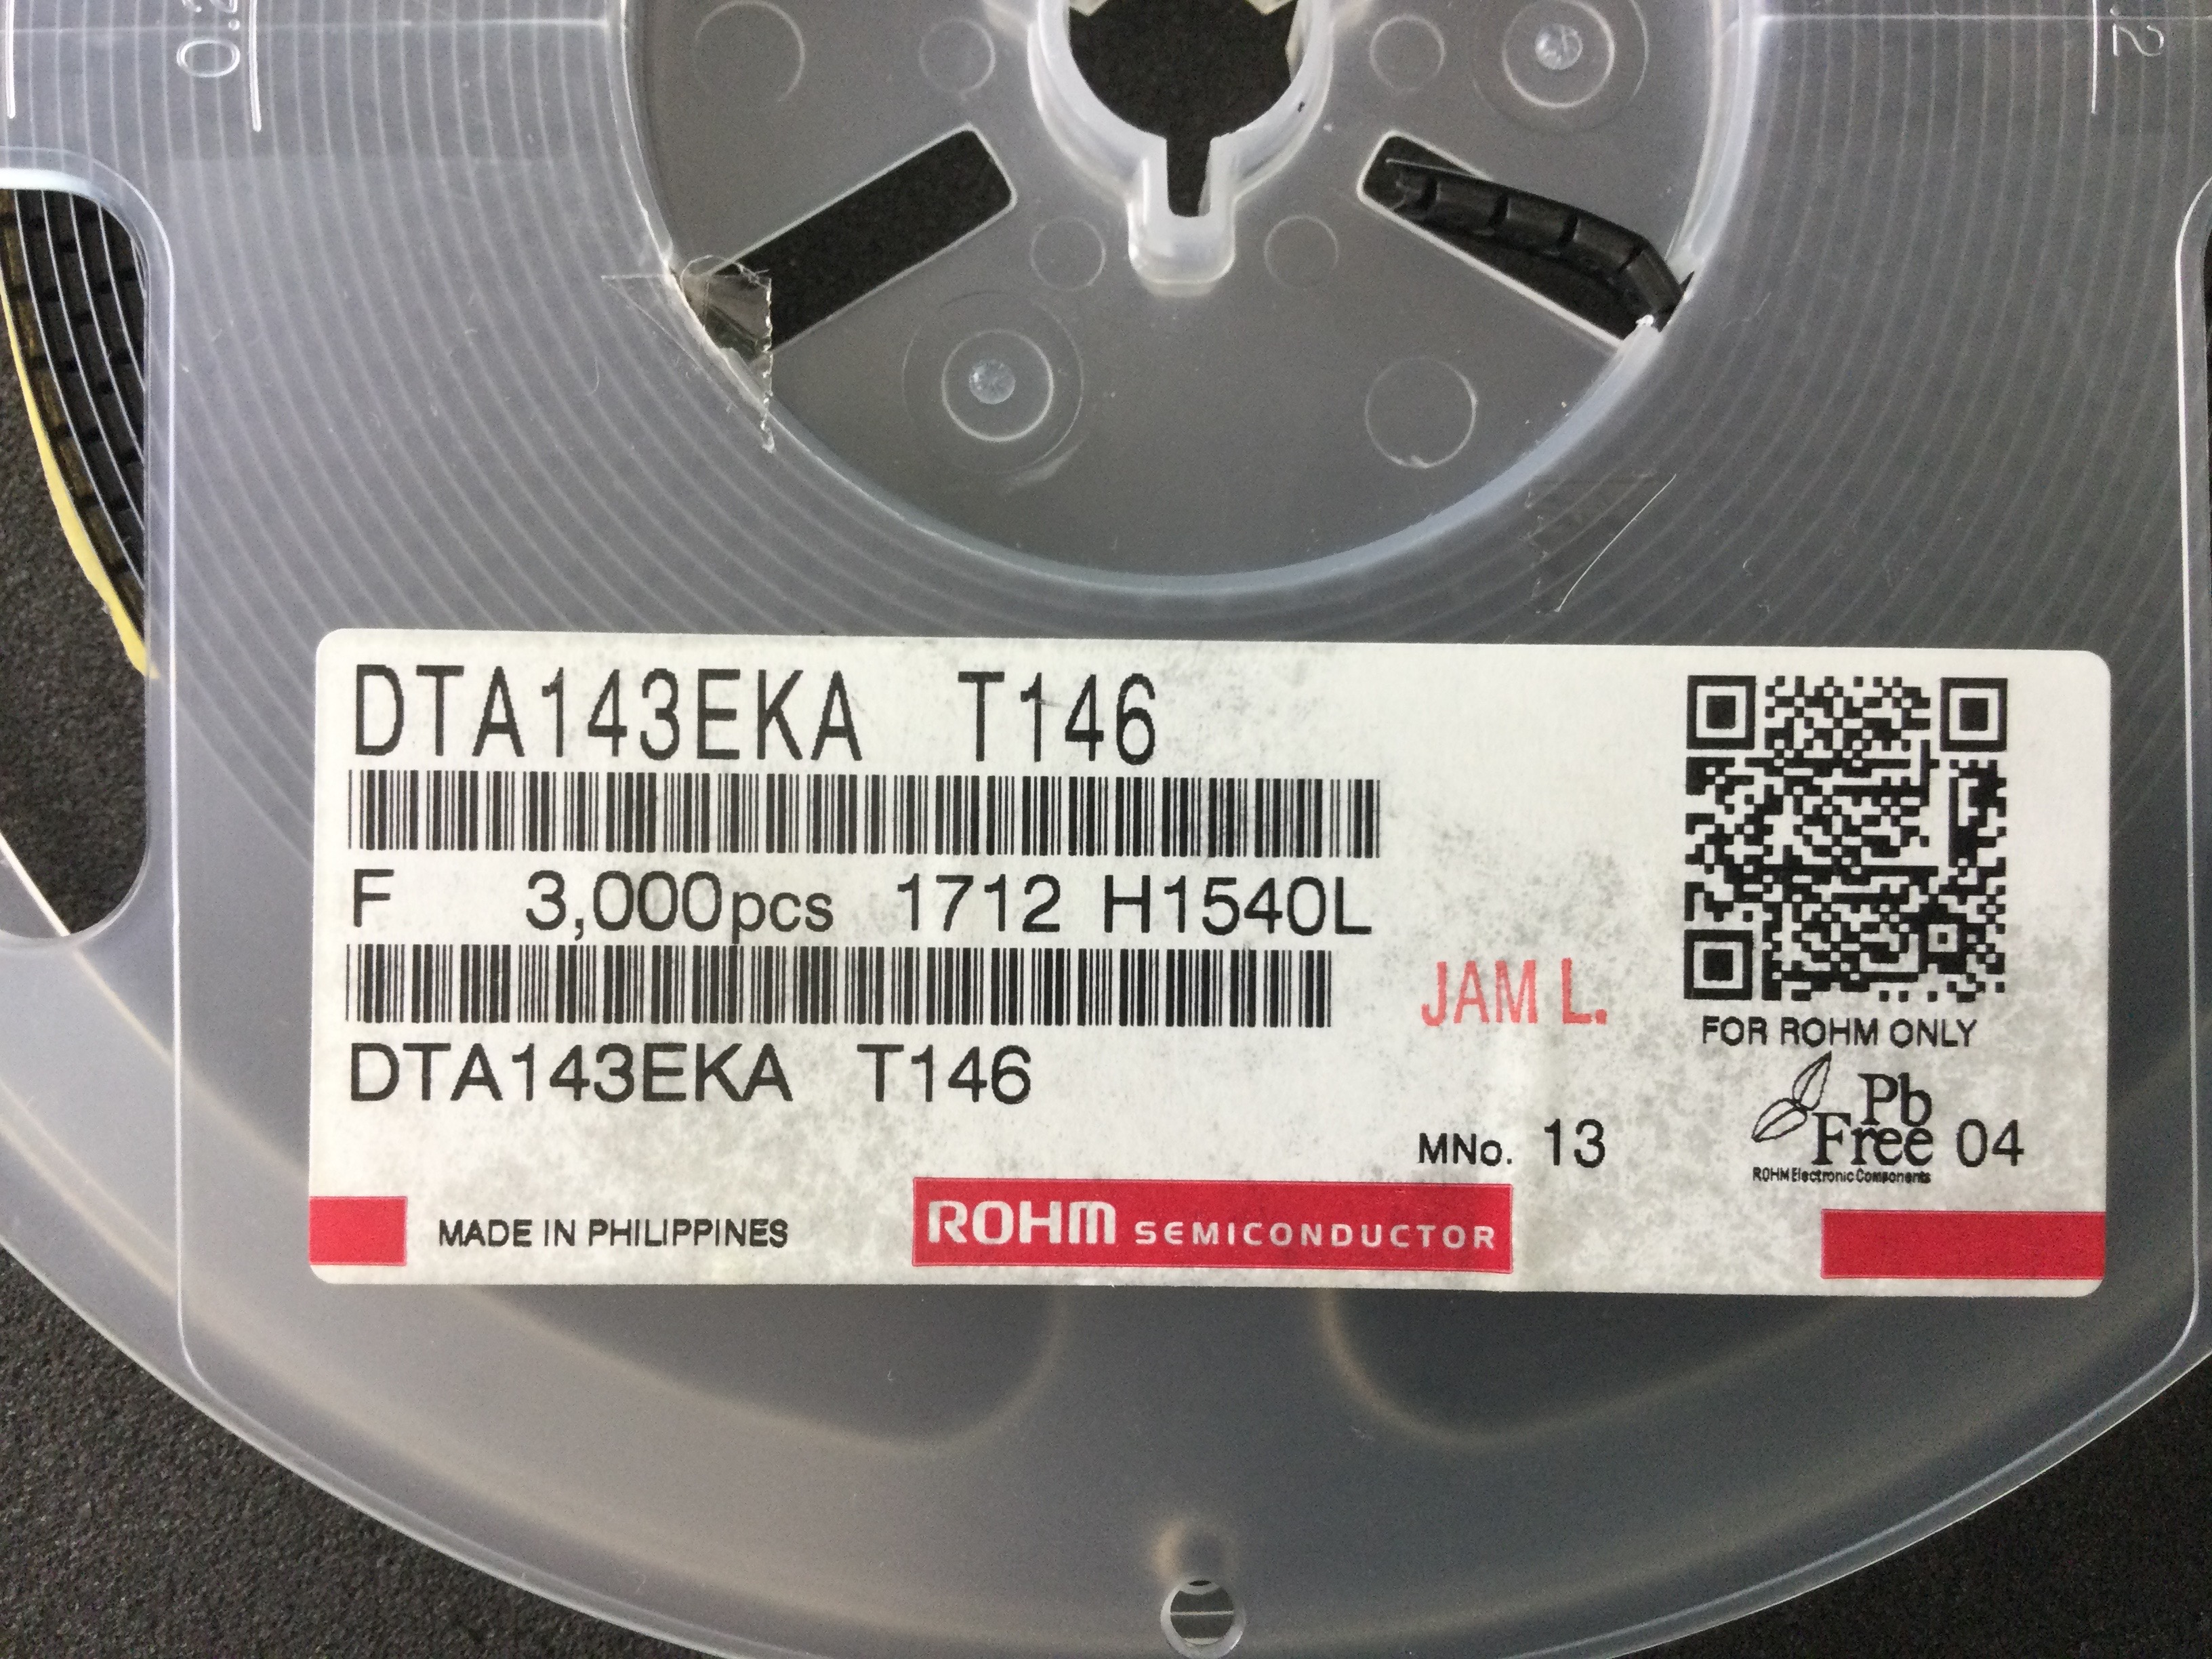 DTA143EKA T146
F 3,000pcs 1712 H1540L
JAM L.
DTA143EKA T146
FOR ROHM ONLY
Pb
Free 04
ROHM Electronic Components
MNo. 13
MADE IN PHILIPPINES
ROHM SEMICONDUCTOR